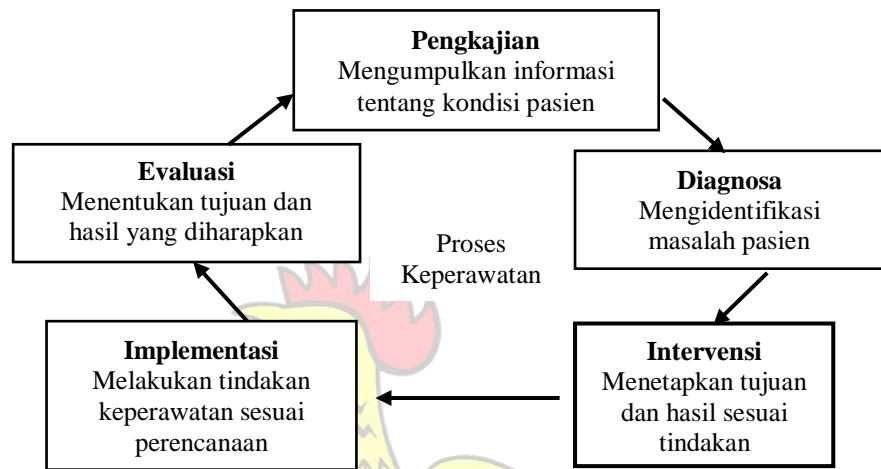 Pengkajian
Mengumpulkan informasi
tentang kondisi pasien
Evaluasi
Menentukan tujuan dan
hasil yang diharapkan
Diagnosa
Mengidentifikasi
masalah pasien
Proses
Keperawatan
Implementasi
Melakukan tindakan
keperawatan sesuai
perencanaan
Intervensi
Menetapkan tujuan
dan hasil sesuai
tindakan